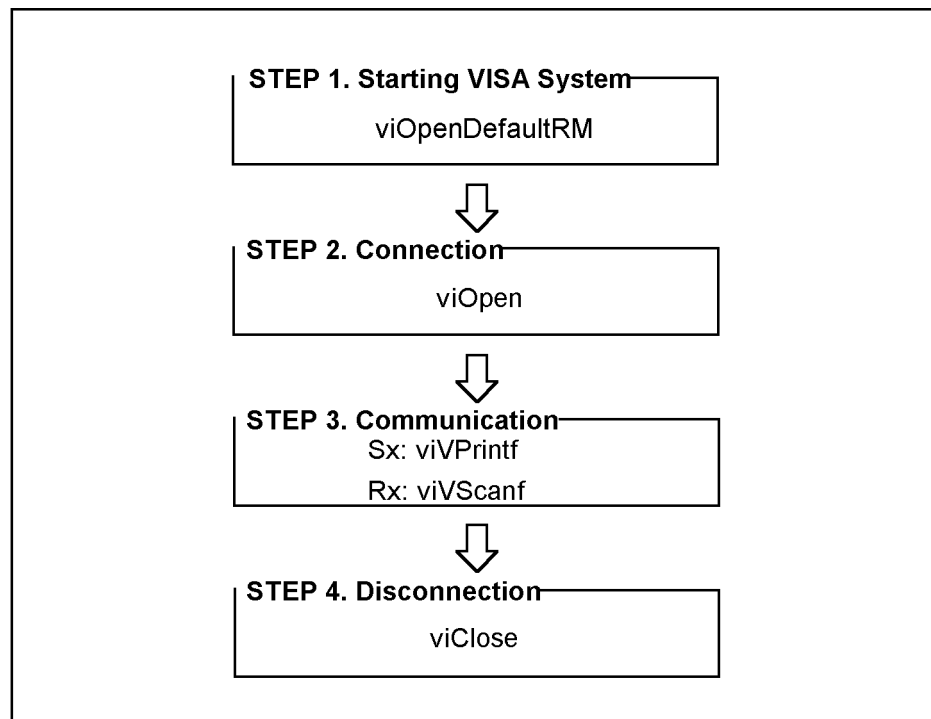 STEP 1. Starting VISA System
viOpenDefaultRM
STEP 2. Connection
viOpen
STEP 3. Communication
Sx: viVPrintf
Rx: viVScanf
STEP 4. Disconnection
viClose